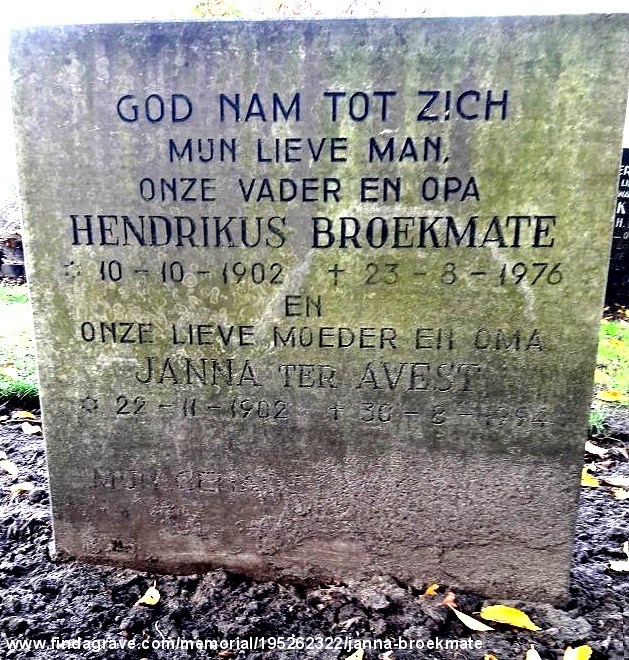 GOD NAM TOT ZICH
MIJN LIEVE MAN,
ONZE VADER EN OPA
HENDRIKUS BROEKMATE
* 10 - 10 - 1902 † 23 - 8 - 1976
EN
ONZE LIEVE MOEDER EN OMA
JANNA TER AVEST
* 22 - 11 - 1902 † 30 - 8 - 1994
MIJN
www.findagrave.com/memorial/195262322/janna-broekmate